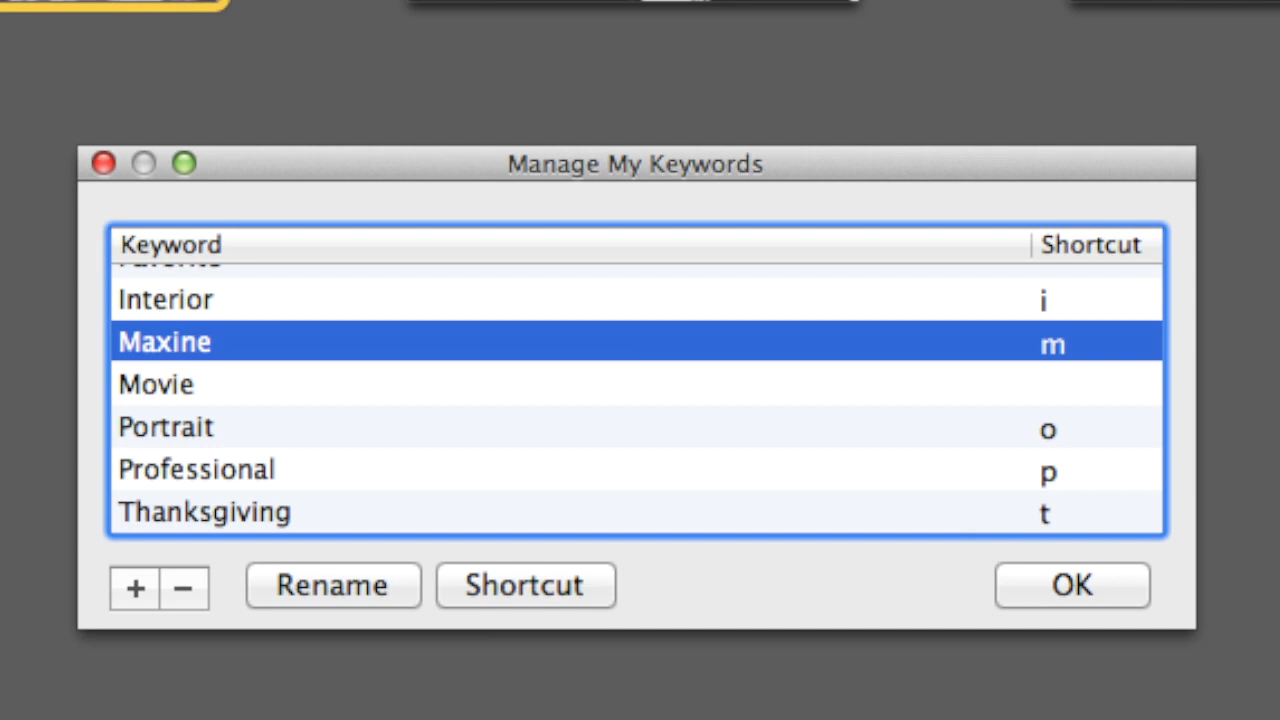 Manage My Keywords
Keyword Shortcut
Interior i
Maxine m
Movie
Portrait o
Professional p
Thanksgiving t
+ − Rename Shortcut OK